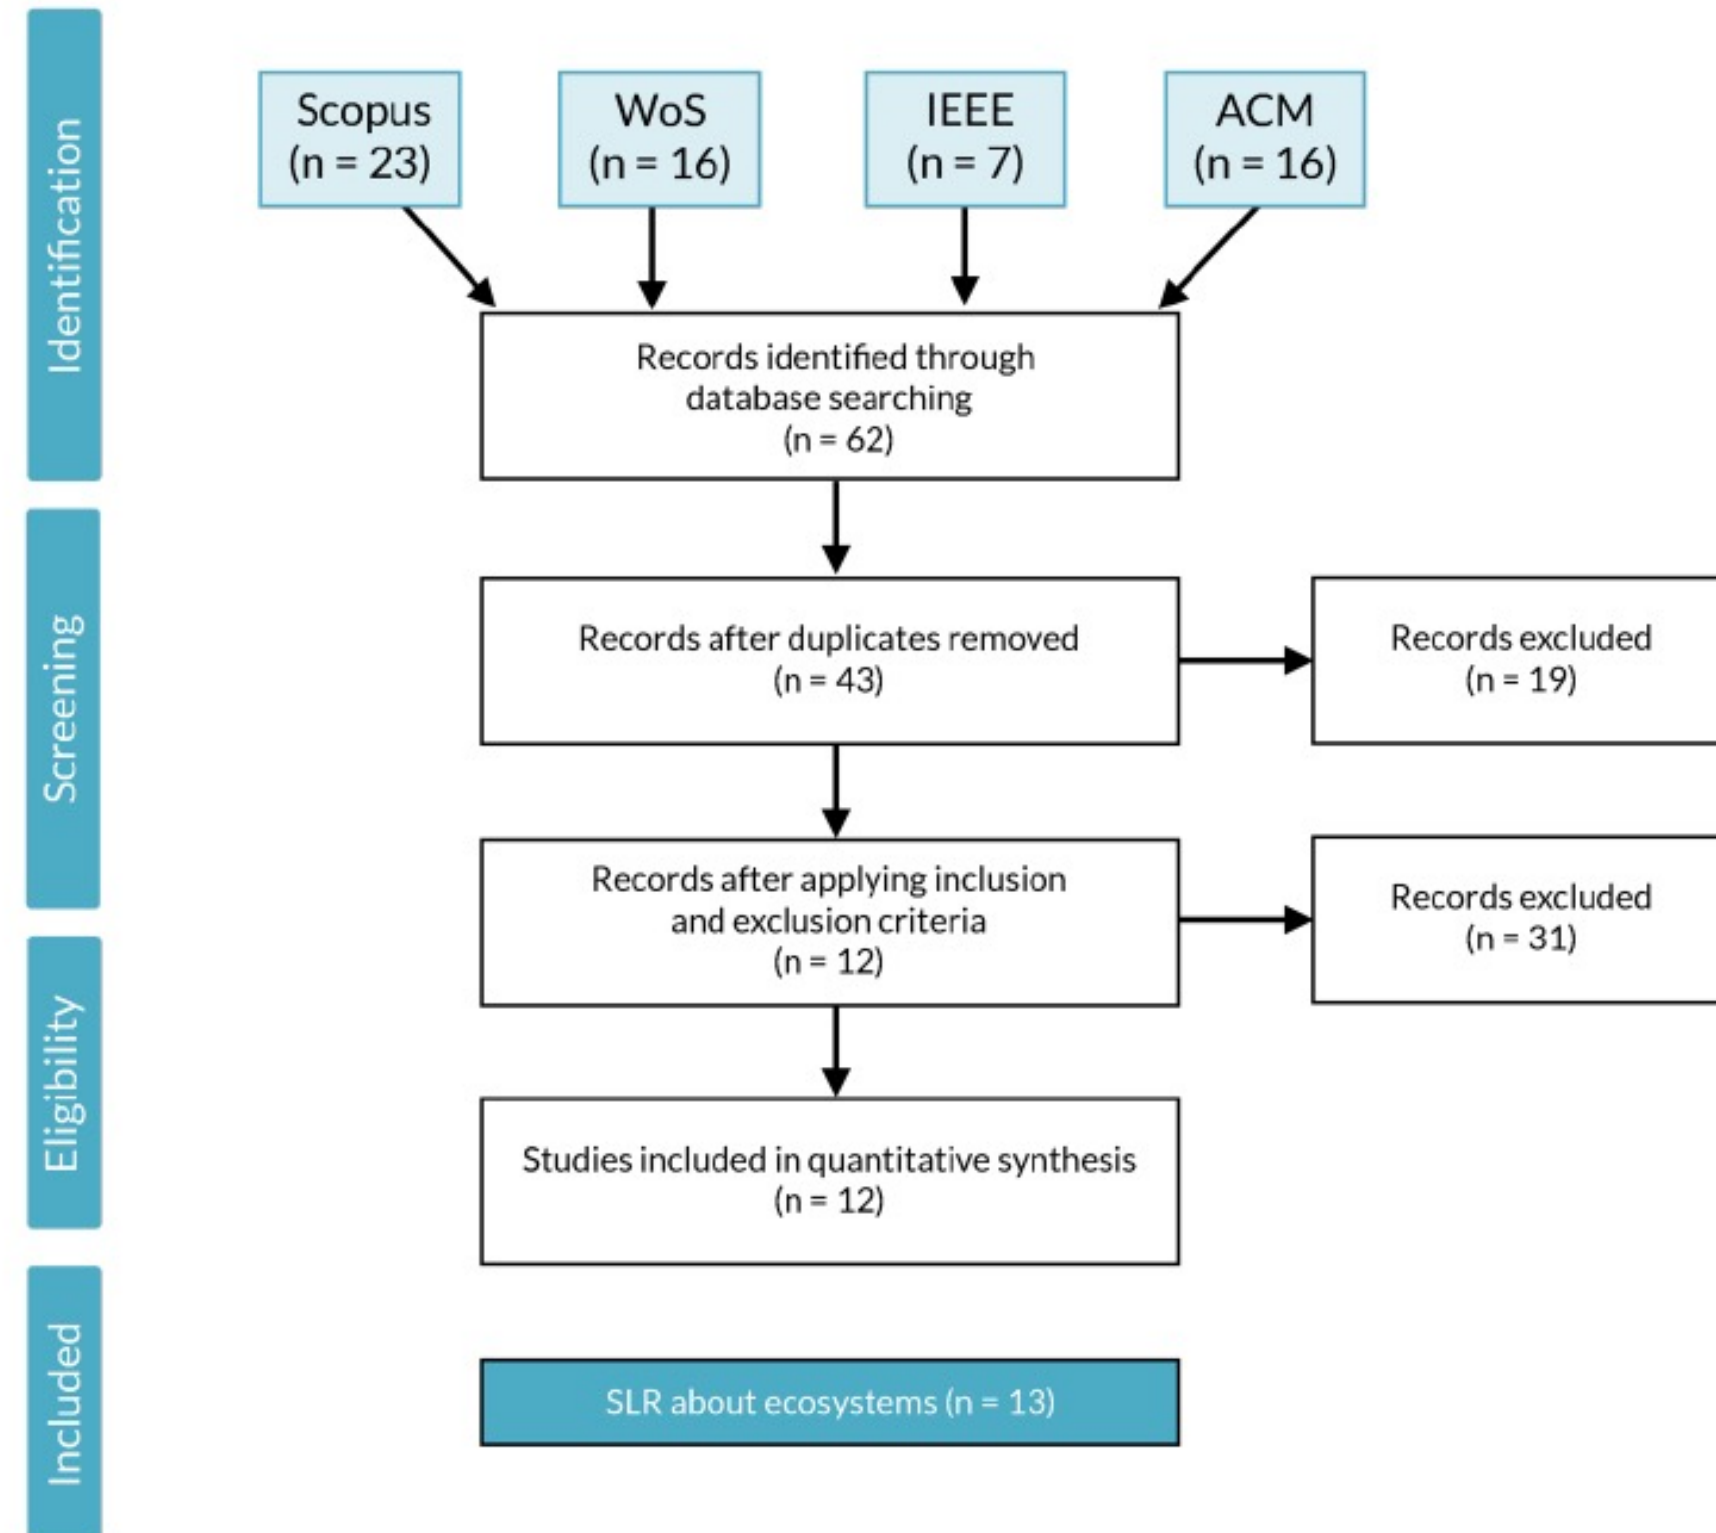 Identification
Scopus
(n = 23)
WoS
(n = 16)
IEEE
(n = 7)
ACM
(n = 16)
Records identified through
database searching
(n = 62)
Screening
Records after duplicates removed
(n = 43)
Records excluded
(n = 19)
Records after applying inclusion
and exclusion criteria
(n = 12)
Records excluded
(n = 31)
Eligibility
Studies included in quantitative synthesis
(n = 12)
Included
SLR about ecosystems (n = 13)